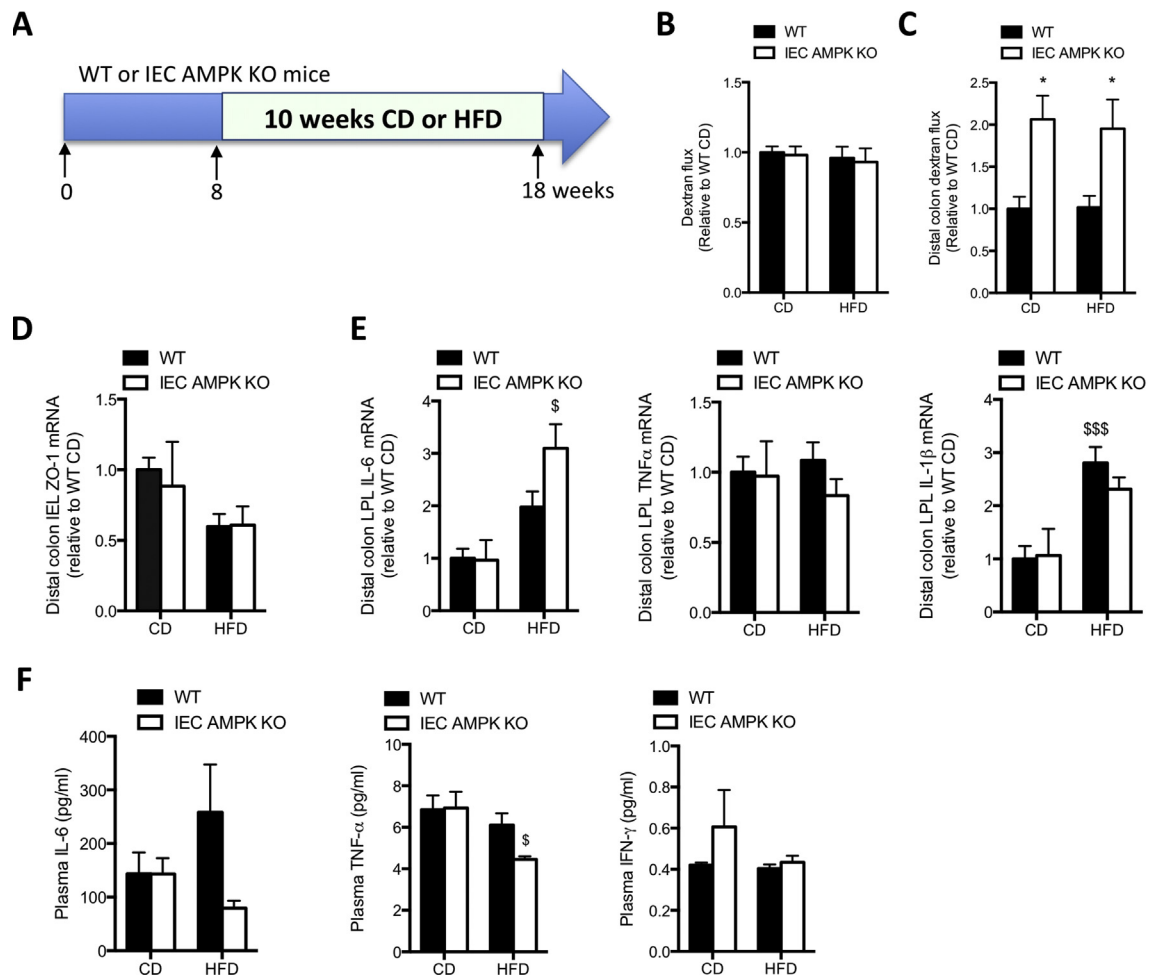 A
WT or IEC AMPK KO mice
10 weeks CD or HFD
0
8
18 weeks
B
WT
IEC AMPK KO
Dextran flux
(Relative to WT CD)
1.5
1.0
0.5
0.0
CD
HFD
C
WT
IEC AMPK KO
Distal colon dextran flux
(Relative to WT CD)
2.5
2.0
1.5
1.0
0.5
0.0
*
*
CD
HFD
D
WT
IEC AMPK KO
Distal colon IEL ZO-1 mRNA
(relative to WT CD)
1.5
1.0
0.5
0.0
CD
HFD
E
WT
IEC AMPK KO
Distal colon LPL IL-6 mRNA
(relative to WT CD)
4
3
2
1
0
$
CD
HFD
WT
IEC AMPK KO
Distal colon LPL TNFα mRNA
(relative to WT CD)
1.5
1.0
0.5
0.0
CD
HFD
WT
IEC AMPK KO
Distal colon LPL IL-1β mRNA
(relative to WT CD)
4
3
2
1
0
$$$
CD
HFD
F
WT
IEC AMPK KO
Plasma IL-6 (pg/ml)
400
300
200
100
0
CD
HFD
WT
IEC AMPK KO
Plasma TNF-α (pg/ml)
10
8
6
4
2
0
$
CD
HFD
WT
IEC AMPK KO
Plasma IFN-γ (pg/ml)
1.0
0.8
0.6
0.4
0.2
0.0
CD
HFD